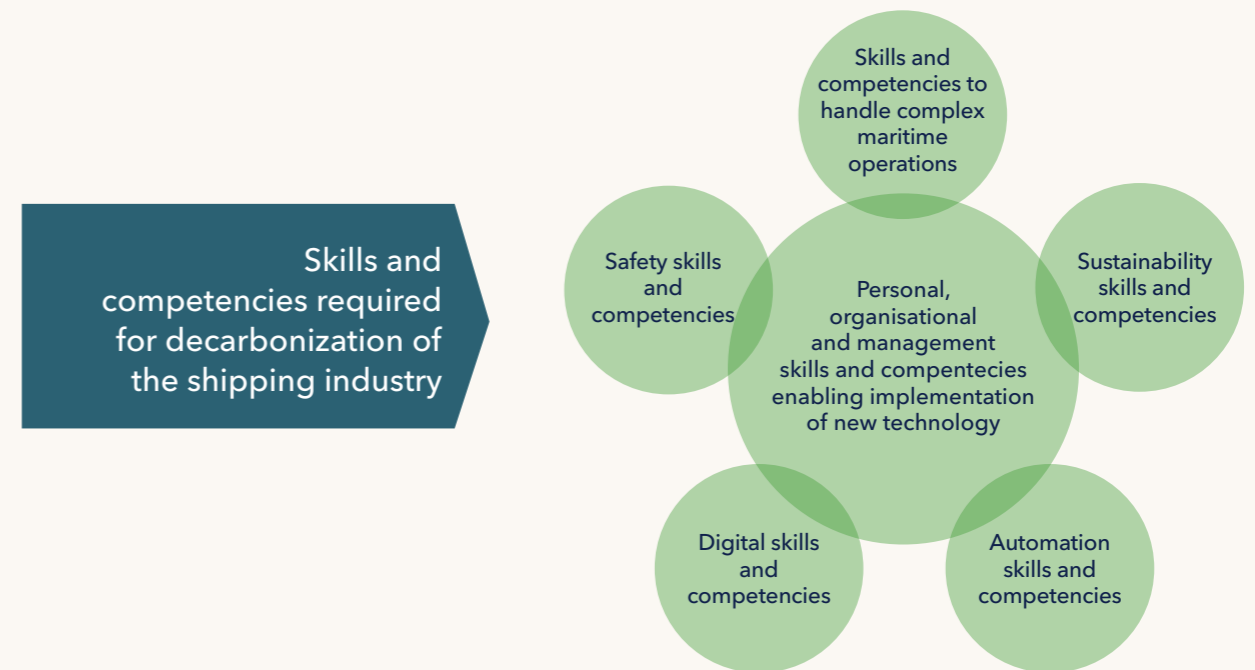 Skills and
competencies required
for decarbonization of
the shipping industry
Skills and
competencies to
handle complex
maritime
operations
Safety skills
and
competencies
Personal,
organisational
and management
skills and compentecies
enabling implementation
of new technology
Sustainability
skills and
competencies
Digital skills
and
competencies
Automation
skills and
competencies